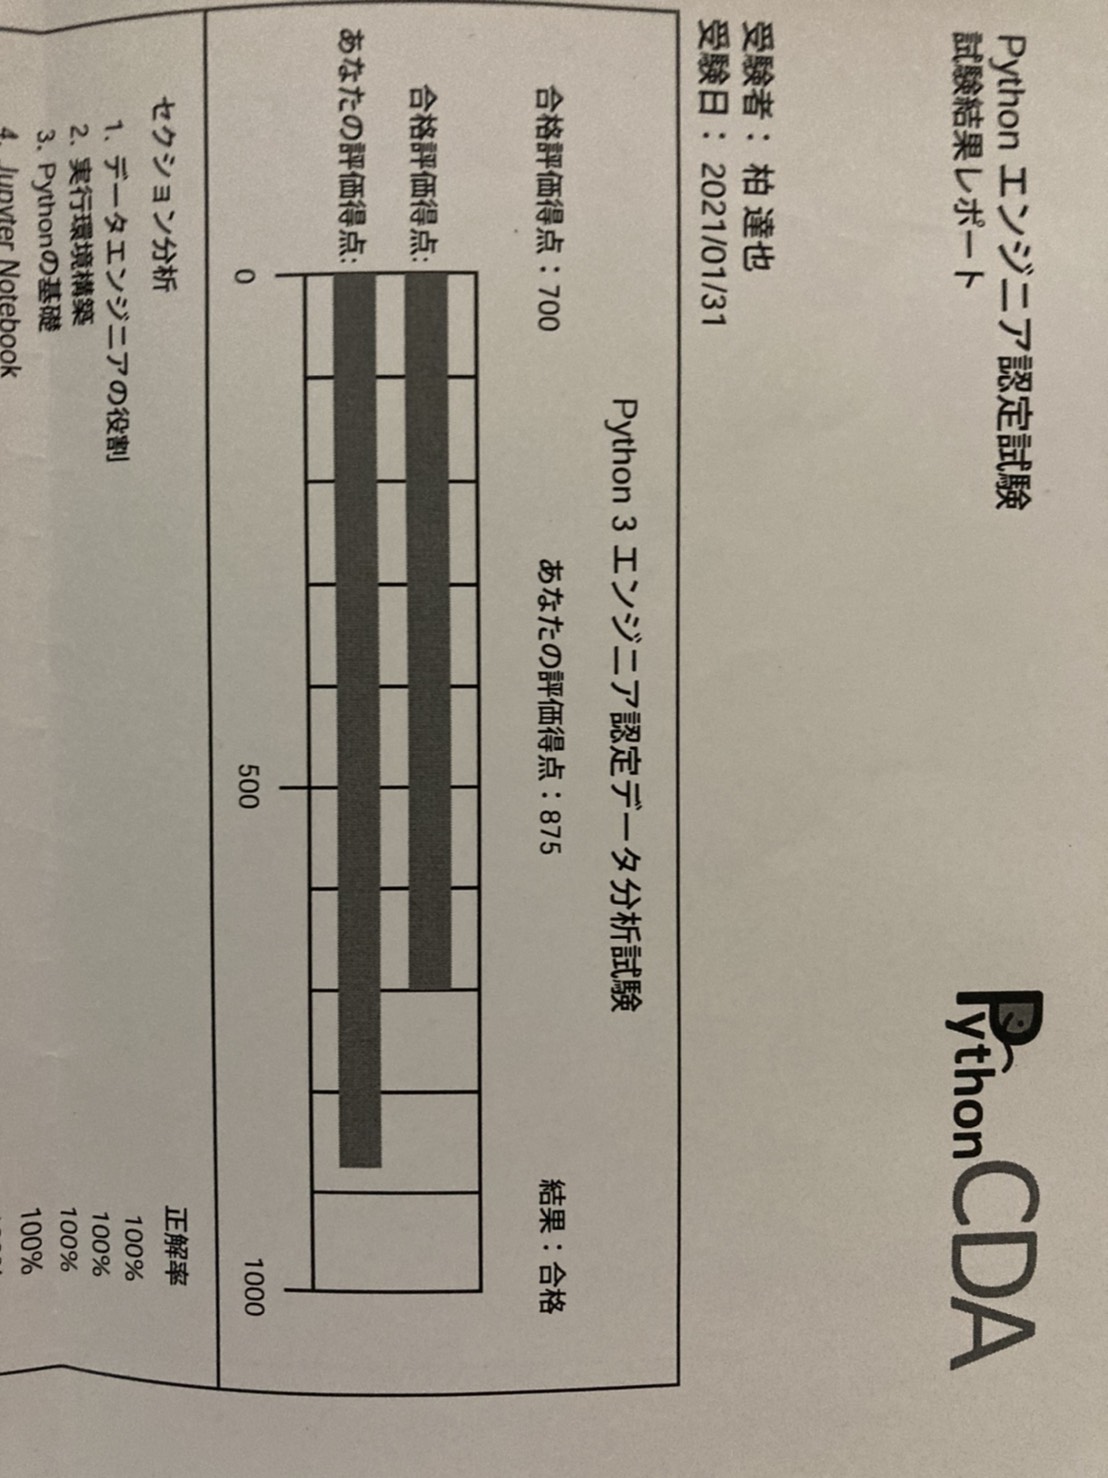 Python エンジニア認定試験
試験結果レポート
PythonCDA
受験者： 柏 達也
受験日： 2021/01/31
Python 3 エンジニア認定データ分析試験
合格評価得点：700 あなたの評価得点：875 結果：合格
合格評価得点:
あなたの評価得点:
0 500 1000
セクション分析 正解率
1. データエンジニアの役割 100%
2. 実行環境構築 100%
3. Pythonの基礎 100%
4. Jupyter Notebook 100%